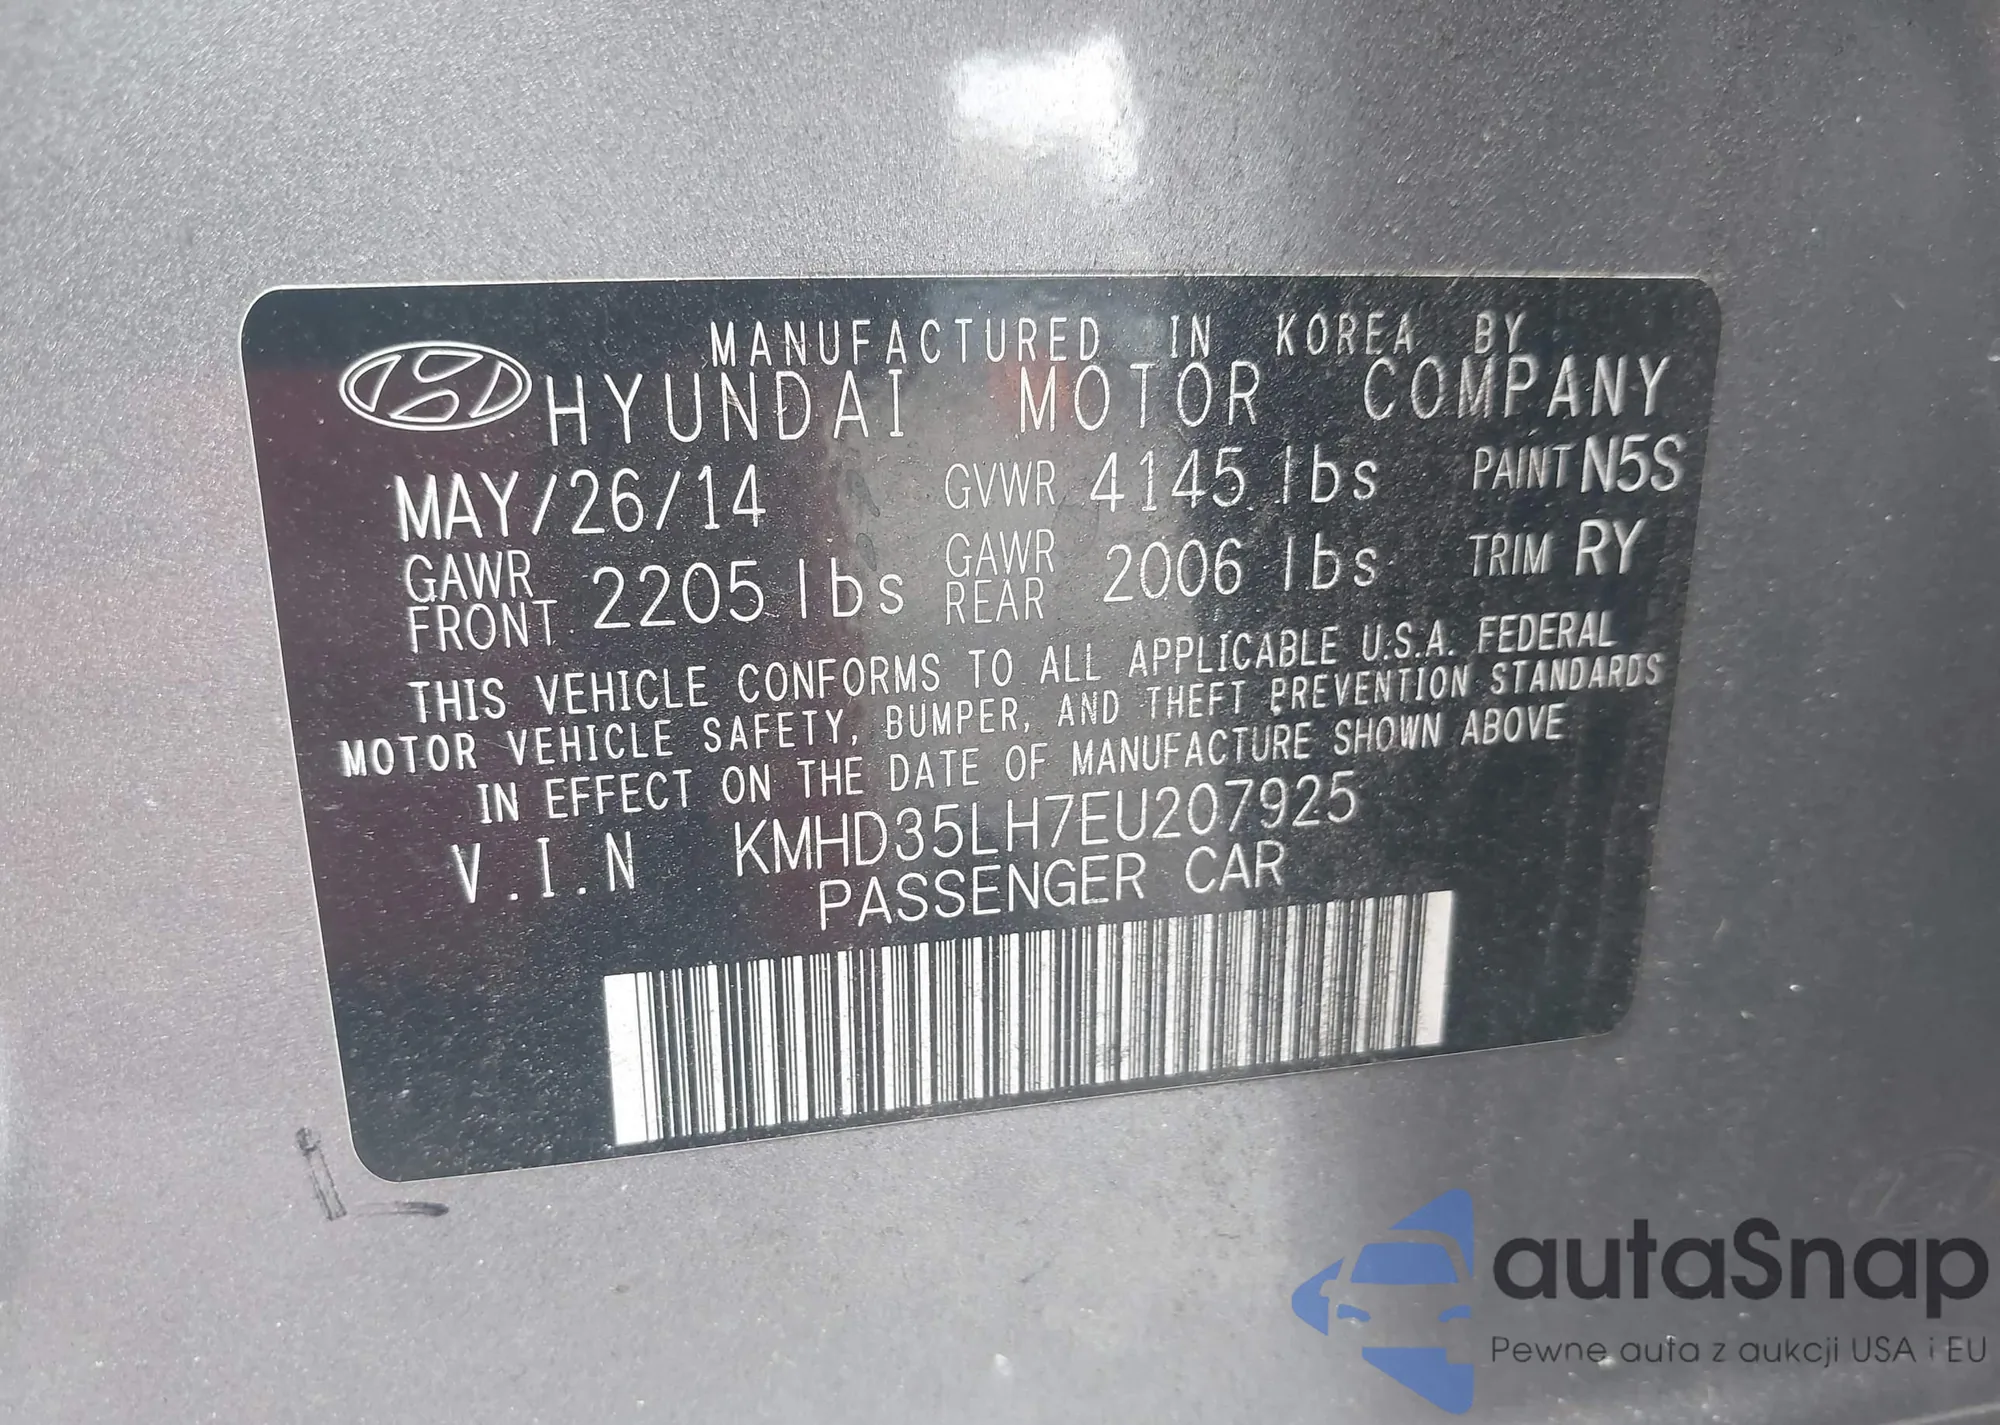 MANUFACTURED IN KOREA BY
HYUNDAI MOTOR COMPANY
MAY/26/14 GVWR 4145 lbs PAINT N5S
GAWR FRONT 2205 lbs GAWR REAR 2006 lbs TRIM RY
THIS VEHICLE CONFORMS TO ALL APPLICABLE U.S.A. FEDERAL
MOTOR VEHICLE SAFETY, BUMPER, AND THEFT PREVENTION STANDARDS
IN EFFECT ON THE DATE OF MANUFACTURE SHOWN ABOVE
V.I.N KMHD35LH7EU207925
PASSENGER CAR
autaSnap
Pewne auta z aukcji USA i EU